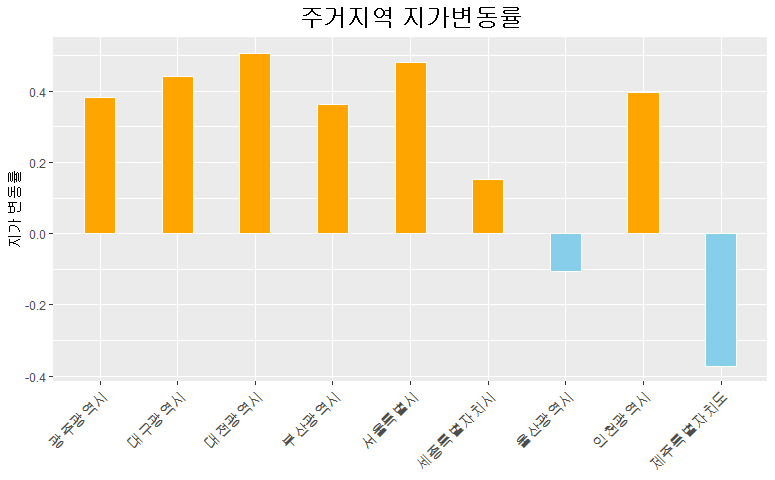 주거지역 지가변동률
지가 변동률
0.4
0.2
0.0
-0.2
-0.4
광주광역시
대구광역시
대전광역시
부산광역시
서울특별시
세종특별자치시
울산광역시
인천광역시
제주특별자치도